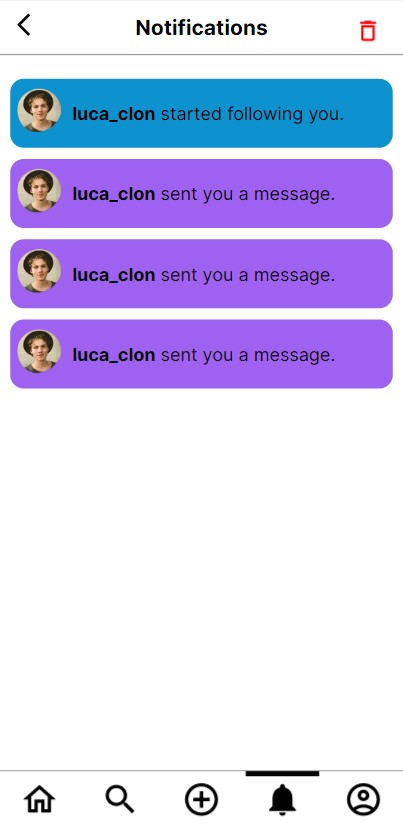 Notifications
luca_clon started following you.
luca_clon sent you a message.
luca_clon sent you a message.
luca_clon sent you a message.